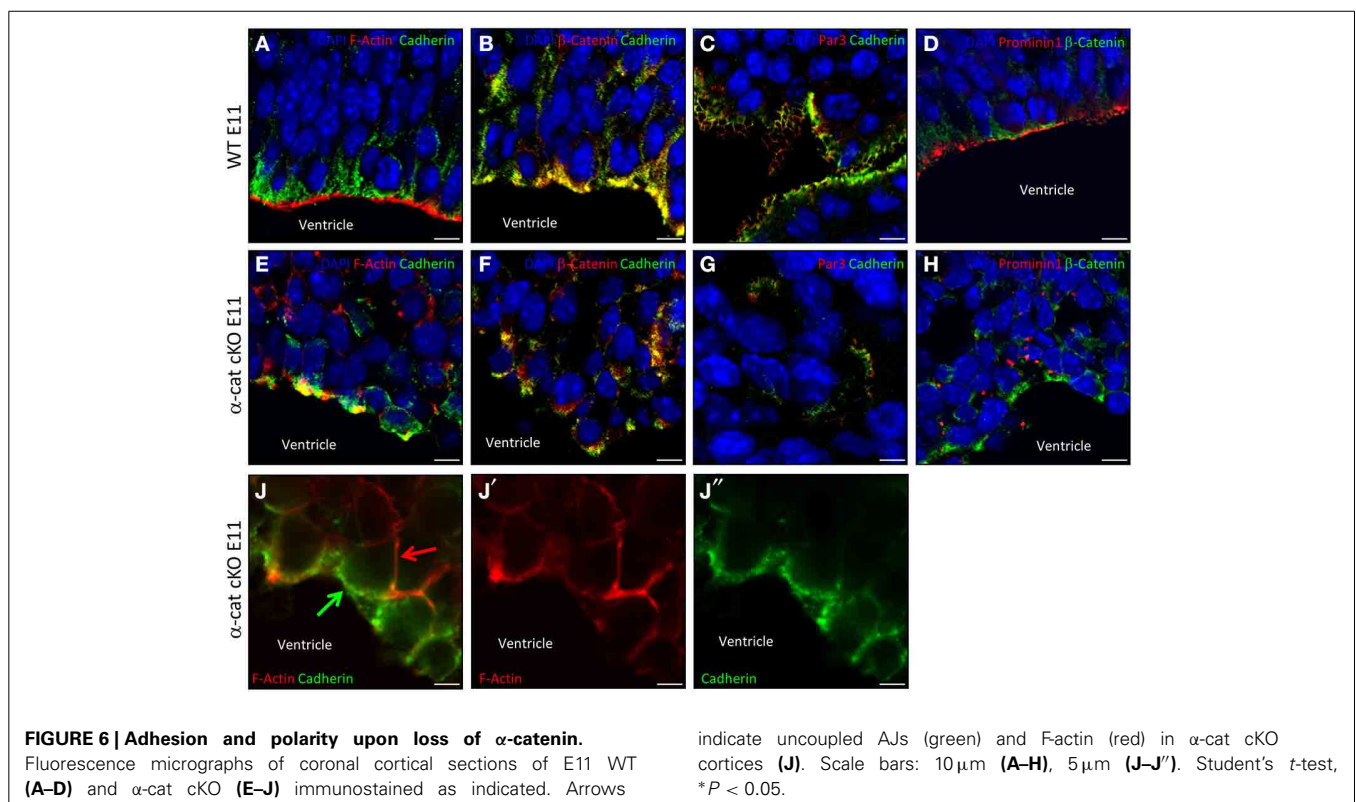 WT E11
A
DAPI F-Actin Cadherin
B
DAPI β-Catenin Cadherin
C
DAPI Par3 Cadherin
D
DAPI Prominin1 β-Catenin
Ventricle
Ventricle
Ventricle
α-cat cKO E11
E
DAPI F-Actin Cadherin
F
DAPI β-Catenin Cadherin
G
DAPI Par3 Cadherin
H
DAPI Prominin1 β-Catenin
Ventricle
Ventricle
Ventricle
α-cat cKO E11
J
J′
J″
Ventricle
Ventricle
Ventricle
F-Actin Cadherin
F-Actin
Cadherin
FIGURE 6 | Adhesion and polarity upon loss of α-catenin.
Fluorescence micrographs of coronal cortical sections of E11 WT
(A–D) and α-cat cKO (E–J) immunostained as indicated. Arrows
indicate uncoupled AJs (green) and F-actin (red) in α-cat cKO
cortices (J). Scale bars: 10 μm (A–H), 5 μm (J–J″). Student's t-test,
*P < 0.05.